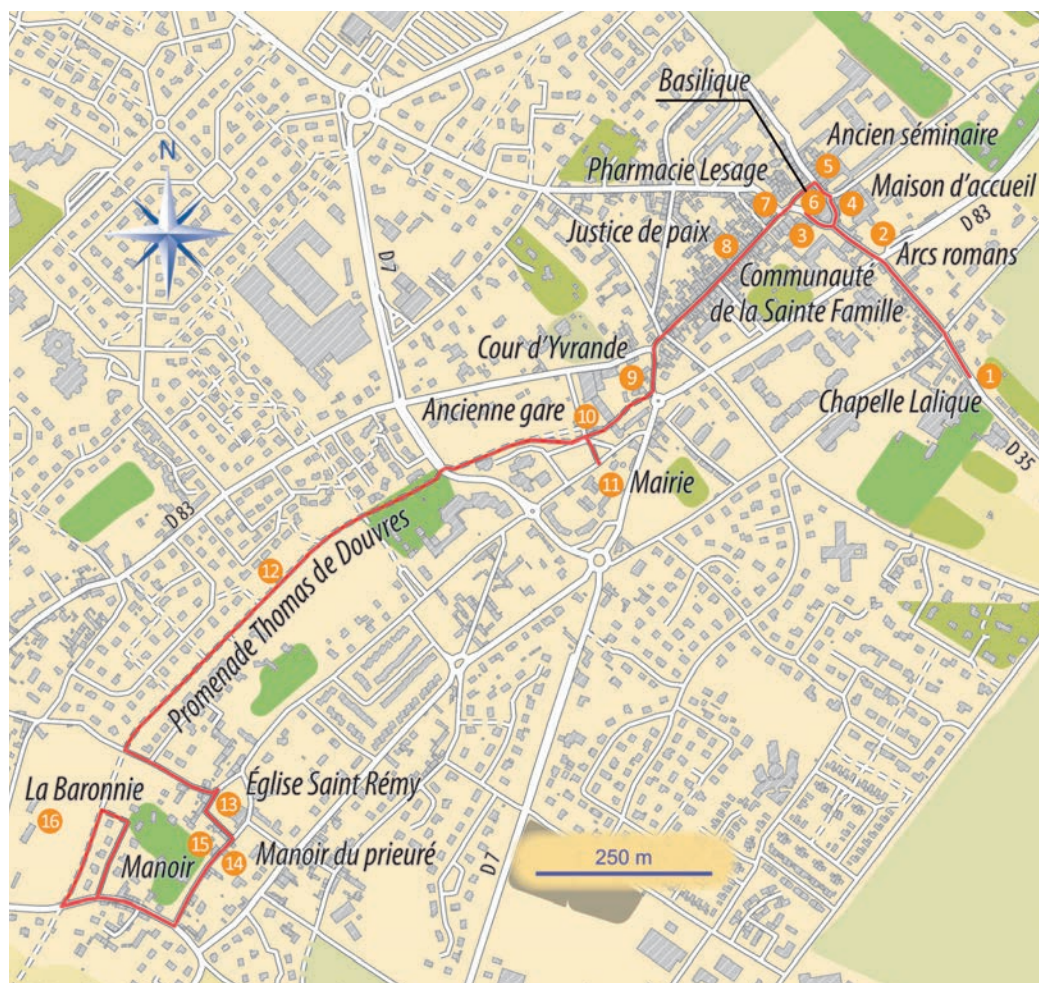 Basilique
Ancien séminaire
5
N
Pharmacie Lesage
Maison d'accueil
7
6
4
D 83
2
Justice de paix
8
3
Arcs romans
D 7
Communauté
de la Sainte Famille
Cour d'Yvrande
9
1
Chapelle Lalique
Ancienne gare
10
D 35
11
Mairie
D 83
12
Promenade Thomas de Douvres
La Baronnie
16
13
Église Saint Rémy
15
Manoir
14
Manoir du prieuré
D 7
250 m